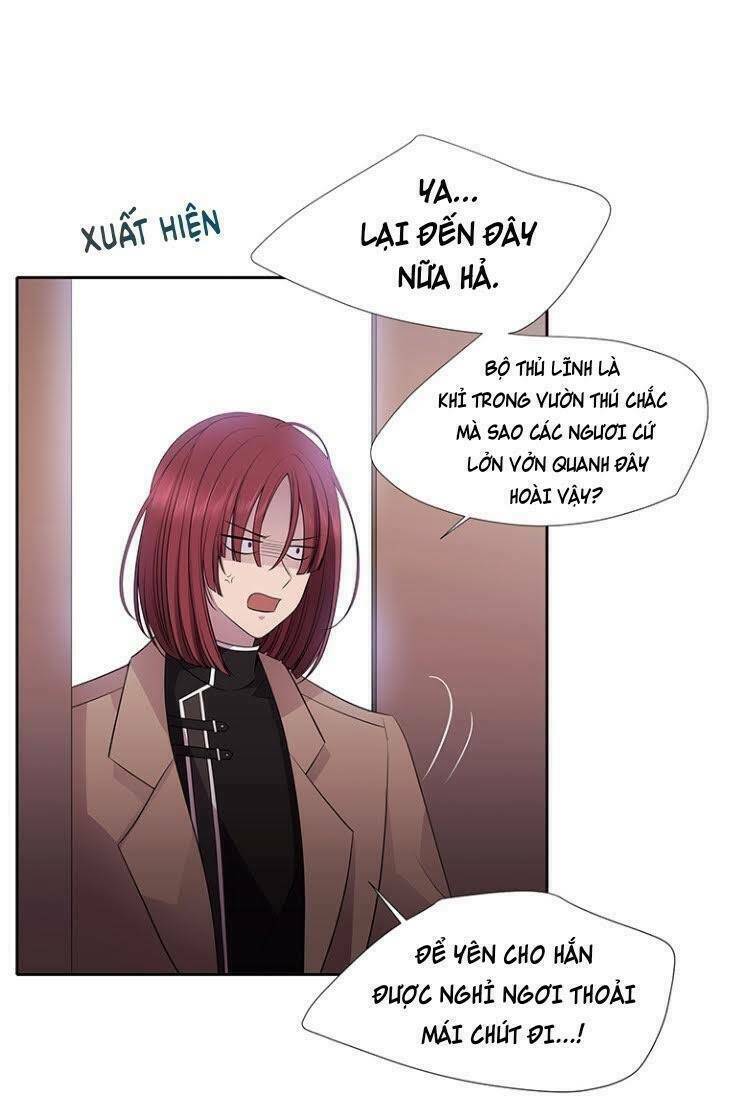 XUẤT HIỆN
YA...
LẠI ĐẾN ĐÂY
NỮA HẢ.
BỘ THỦ LĨNH LÀ
KHỈ TRONG VƯỜN THÚ CHẮC
MÀ SAO CÁC NGƯƠI CỨ
LỞN VỞN QUANH ĐÂY
HOÀI VẬY?
ĐỂ YÊN CHO HẮN
ĐƯỢC NGHỈ NGƠI THOẢI
MÁI CHÚT ĐI...!